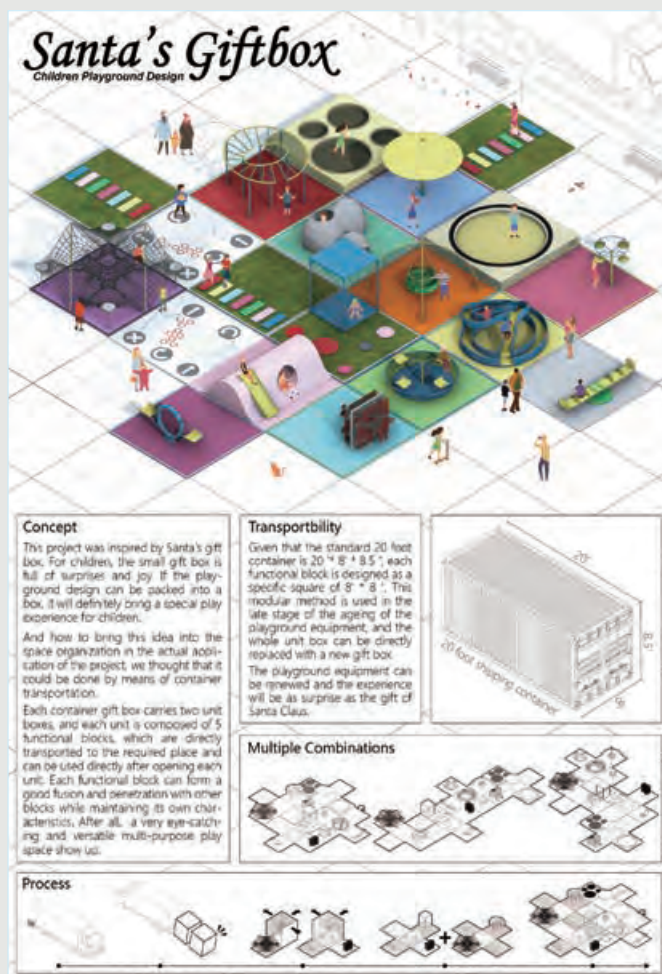 Santa's Giftbox
Children Playground Design
Concept
This project was inspired by Santa's gift
box. For children, the small gift box is
full of surprises and joy. If the play-
ground design can be packed into a
box, it will definitely bring a special play
experience for children.
And how to bring this idea into the
space organization in the actual appli-
cation of the project, we thought that it
could be done by means of container
transportation.
Each container gift box carries two unit
boxes, and each unit is composed of 5
functional blocks, which are directly
transported to the required place and
can be used directly after opening each
unit. Each functional block can form a
good fusion and penetration with other
blocks while maintaining its own char-
acteristics. After all, a very eye-catch-
ing and versatile multi-purpose play
space show up.
Transportbility
Given that the standard 20 foot
container is 20 '* 8' * 8.5 ', each
functional block is designed as a
specific square of 8' * 8 '. This
modular method is used in the
late stage of the ageing of the
playground equipment, and the
whole unit box can be directly
replaced with a new gift box.
The playground equipment can
be renewed and the experience
will be as surprise as the gift of
Santa Claus.
20'
8.5'
8'
20 foot shipping container
Multiple Combinations
Process